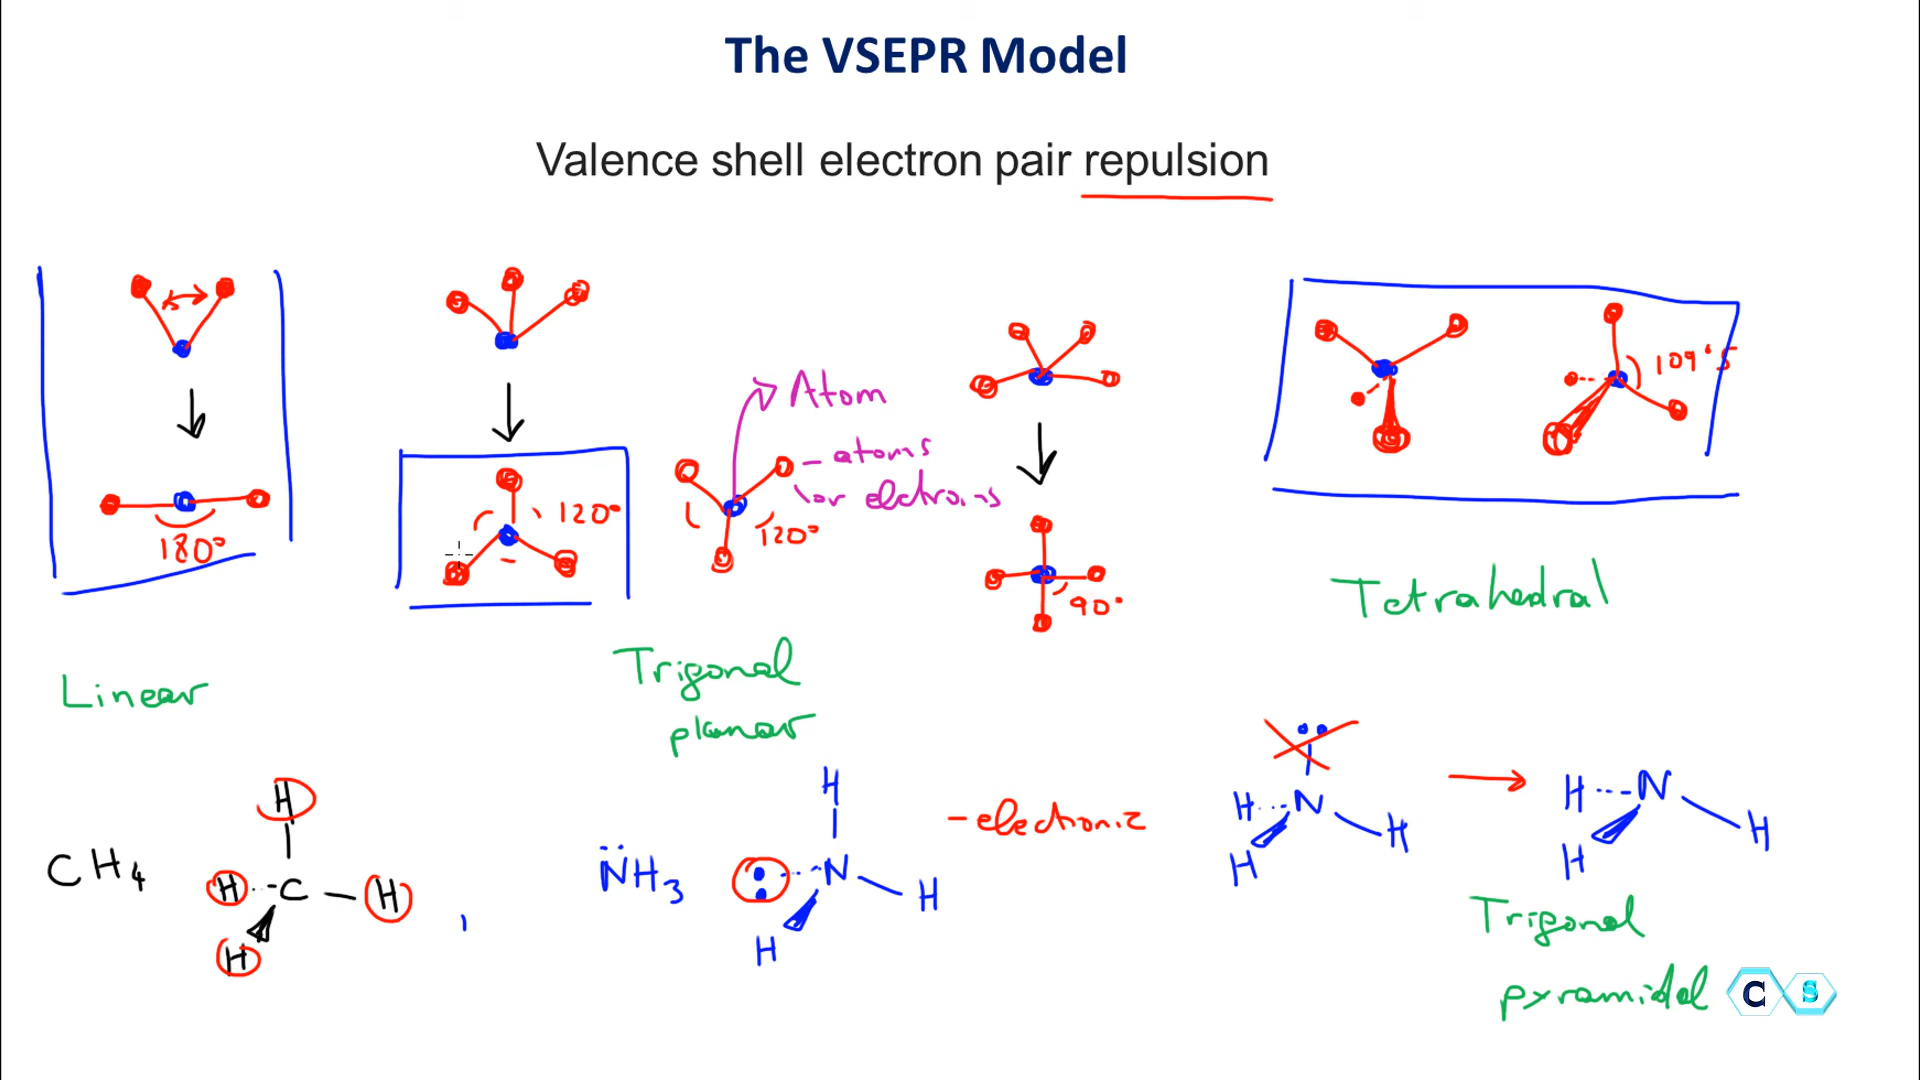 The VSEPR Model
Valence shell electron pair repulsion
109.5
Atom
- atoms
or electrons
180°
120°
120°
90°
Tetrahedral
Linear
Trigonal
planar
CH4
H
H C H
H
N̈H3
H
N H
H
- electronic
H N H
H
H N H
H
Trigonal
pyramidal
C S